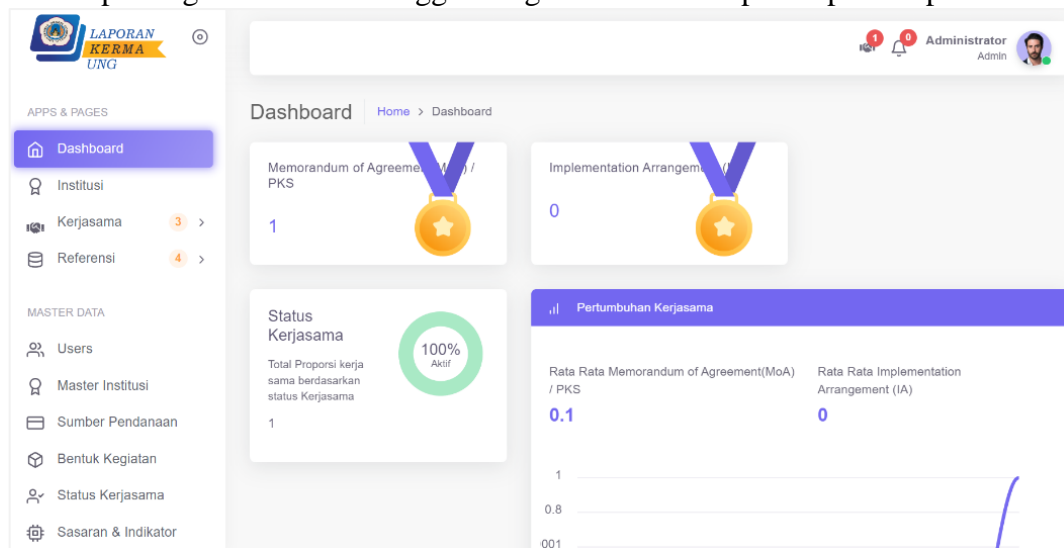 LAPORAN
KERMA
UNG
1
0
Administrator
Admin
APPS & PAGES
Dashboard
Institusi
Kerjasama 3
Referensi 4
MASTER DATA
Users
Master Institusi
Sumber Pendanaan
Bentuk Kegiatan
Status Kerjasama
Sasaran & Indikator
Dashboard Home > Dashboard
Memorandum of /
PKS
1
Implementation
0
Status
Kerjasama
Total Proporsi kerja
sama berdasarkan
status Kerjasama
1
100%
Aktif
Pertumbuhan Kerjasama
Rata Rata Memorandum of Agreement(MoA)
/ PKS
0.1
Rata Rata Implementation
Arrangement (IA)
0
1
0.8